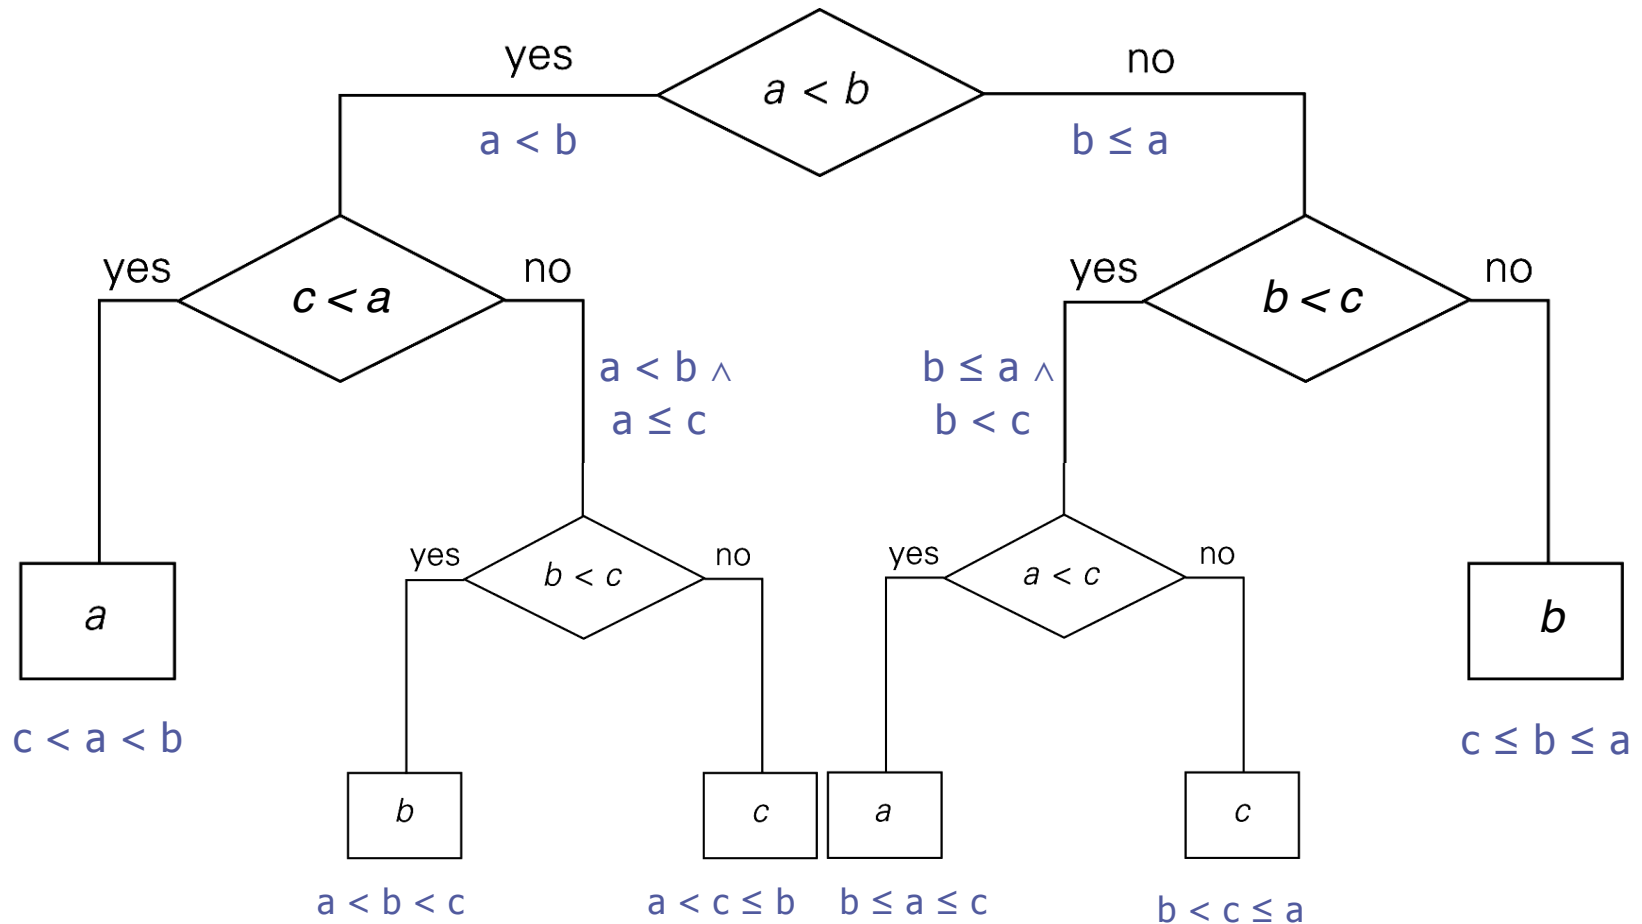 yes
a < b
no
a < b
b ≤ a
yes
c < a
no
yes
b < c
no
a < b ∧
a ≤ c
b ≤ a ∧
b < c
yes
b < c
no
yes
a < c
no
a
b
c < a < b
c ≤ b ≤ a
b
c
a
c
a < b < c
a < c ≤ b
b ≤ a ≤ c
b < c ≤ a